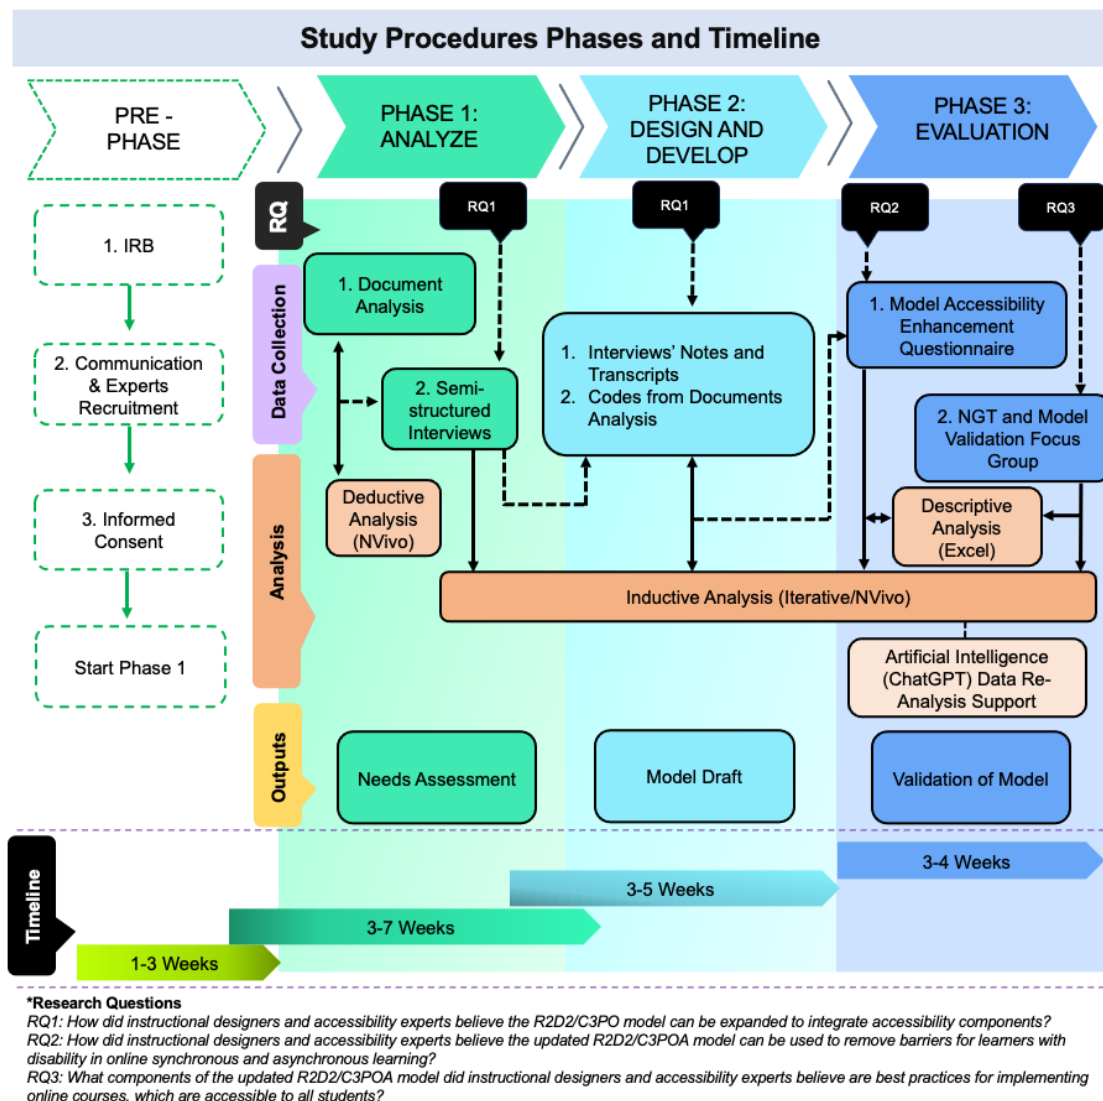 Study Procedures Phases and Timeline
PRE -
PHASE
PHASE 1:
ANALYZE
PHASE 2:
DESIGN AND
DEVELOP
PHASE 3:
EVALUATION
1. IRB
2. Communication
& Experts
Recruitment
3. Informed
Consent
Start Phase 1
RQ
RQ1
RQ1
RQ2
RQ3
Data Collection
1. Document
Analysis
2. Semi-
structured
Interviews
1. Interviews’ Notes and
Transcripts
2. Codes from Documents
Analysis
1. Model Accessibility
Enhancement
Questionnaire
2. NGT and Model
Validation Focus
Group
Analysis
Deductive
Analysis
(NVivo)
Descriptive
Analysis
(Excel)
Inductive Analysis (Iterative/NVivo)
Artificial Intelligence
(ChatGPT) Data Re-
Analysis Support
Outputs
Needs Assessment
Model Draft
Validation of Model
Timeline
1-3 Weeks
3-7 Weeks
3-5 Weeks
3-4 Weeks
*Research Questions
RQ1: How did instructional designers and accessibility experts believe the R2D2/C3PO model can be expanded to integrate accessibility components?
RQ2: How did instructional designers and accessibility experts believe the updated R2D2/C3POA model can be used to remove barriers for learners with
disability in online synchronous and asynchronous learning?
RQ3: What components of the updated R2D2/C3POA model did instructional designers and accessibility experts believe are best practices for implementing
online courses, which are accessible to all students?